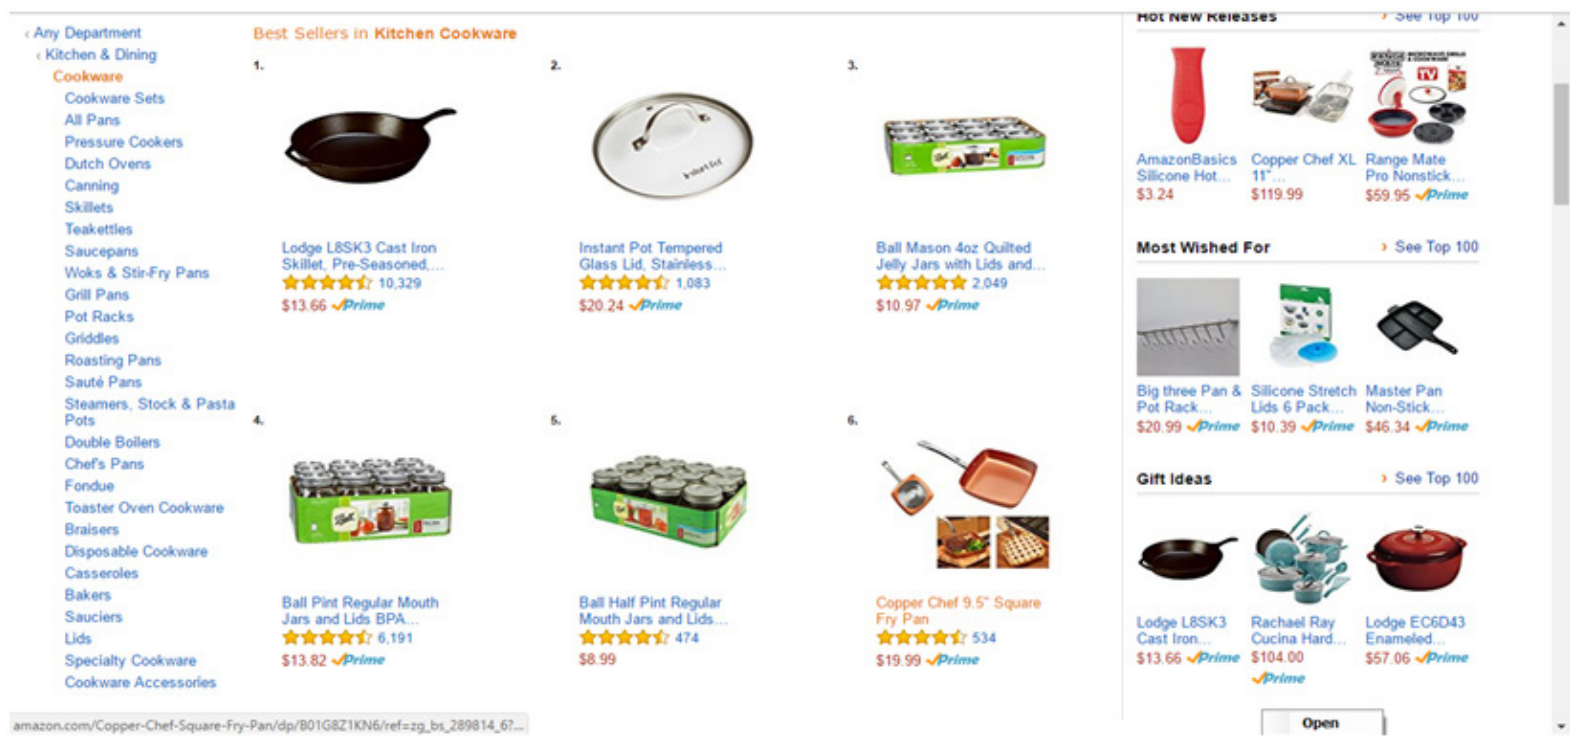 ‹ Any Department
‹ Kitchen & Dining
Cookware
Cookware Sets
All Pans
Pressure Cookers
Dutch Ovens
Canning
Skillets
Teakettles
Saucepans
Woks & Stir-Fry Pans
Grill Pans
Pot Racks
Griddles
Roasting Pans
Sauté Pans
Steamers, Stock & Pasta
Pots
Double Boilers
Chef's Pans
Fondue
Toaster Oven Cookware
Braisers
Disposable Cookware
Casseroles
Bakers
Sauciers
Lids
Specialty Cookware
Cookware Accessories
Best Sellers in Kitchen Cookware
1.
Lodge L8SK3 Cast Iron
Skillet, Pre-Seasoned,...
10,329
$13.66 Prime
2.
Instant Pot
Instant Pot Tempered
Glass Lid, Stainless...
1,083
$20.24 Prime
3.
Ball
Ball Mason 4oz Quilted
Jelly Jars with Lids and...
2,049
$10.97 Prime
4.
Ball
Ball Pint Regular Mouth
Jars and Lids BPA...
6,191
$13.82 Prime
5.
Ball
Ball Half Pint Regular
Mouth Jars and Lids...
474
$8.99
6.
Copper Chef 9.5" Square
Fry Pan
534
$19.99 Prime
Hot New Releases
› See Top 100
AmazonBasics
Silicone Hot...
$3.24
Copper Chef XL
11"...
$119.99
TV
Range Mate
Pro Nonstick...
$59.95 Prime
Most Wished For
› See Top 100
Big three Pan &
Pot Rack...
$20.99 Prime
Silicone Stretch
Lids 6 Pack...
$10.39 Prime
Master Pan
Non-Stick...
$46.34 Prime
Gift Ideas
› See Top 100
Lodge L8SK3
Cast Iron...
$13.66 Prime
Rachael Ray
Cucina Hard...
$104.00
Prime
Lodge EC6D43
Enameled...
$57.06 Prime
Open
amazon.com/Copper-Chef-Square-Fry-Pan/dp/B01G8Z1KN6/ref=zg_bs_289814_6?...